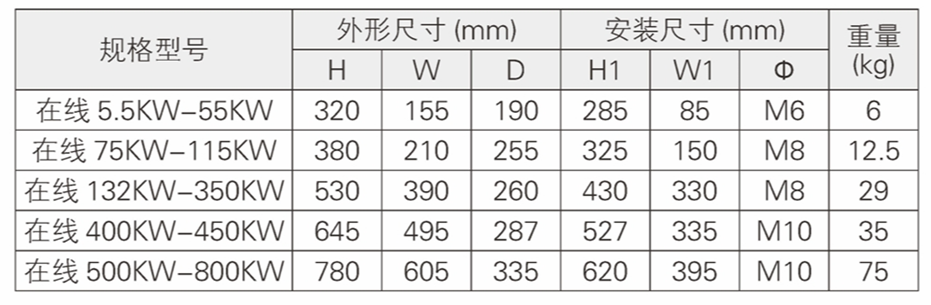 规格型号 外形尺寸(mm) 安装尺寸(mm) 重量(kg)
H W D H1 W1 Φ
在线 5.5KW-55KW 320 155 190 285 85 M6 6
在线 75KW-115KW 380 210 255 325 150 M8 12.5
在线 132KW-350KW 530 390 260 430 330 M8 29
在线 400KW-450KW 645 495 287 527 335 M10 35
在线 500KW-800KW 780 605 335 620 395 M10 75